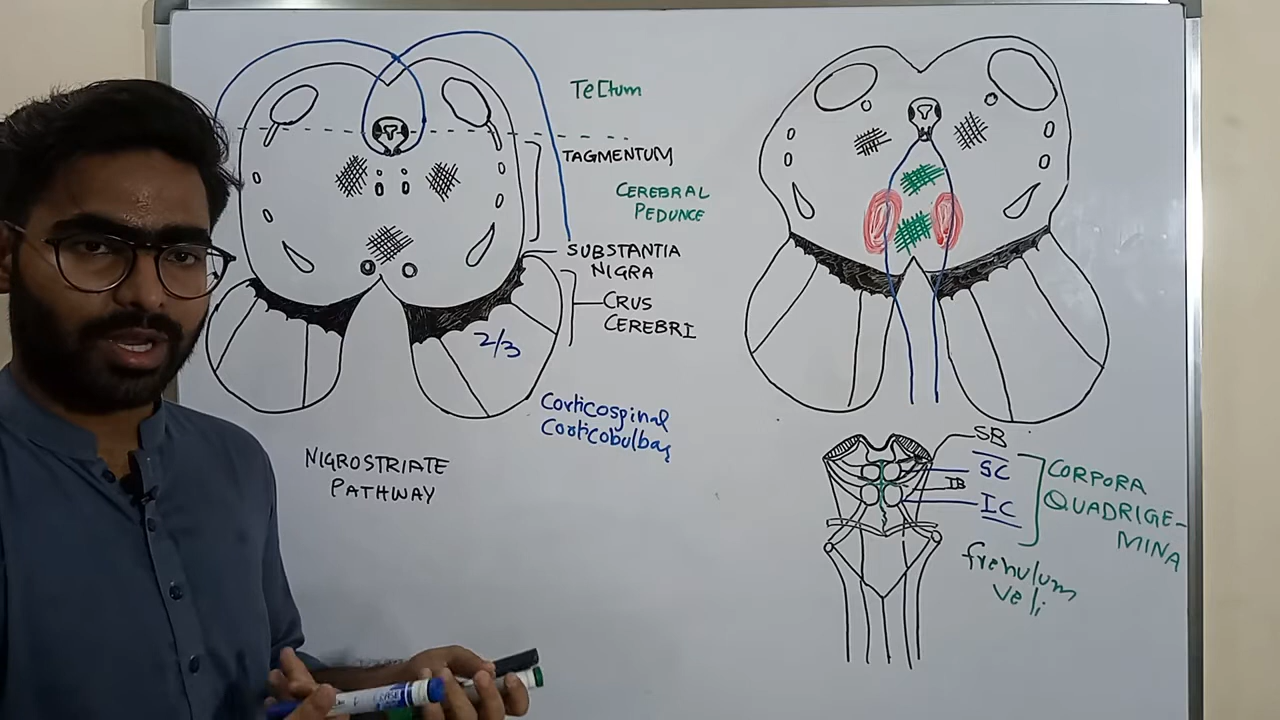 TeCtum
TAGMENTUM
CEREBRAL
PEDUNCE
SUBSTANTIA
NIGRA
CRUS
CEREBRI
2/3
Corticospinal
Corticobulbar
NIGROSTRIATE
PATHWAY
SB
SC
IB
IC
CORPORA
QUADRIGE-
MINA
frenulum
veli